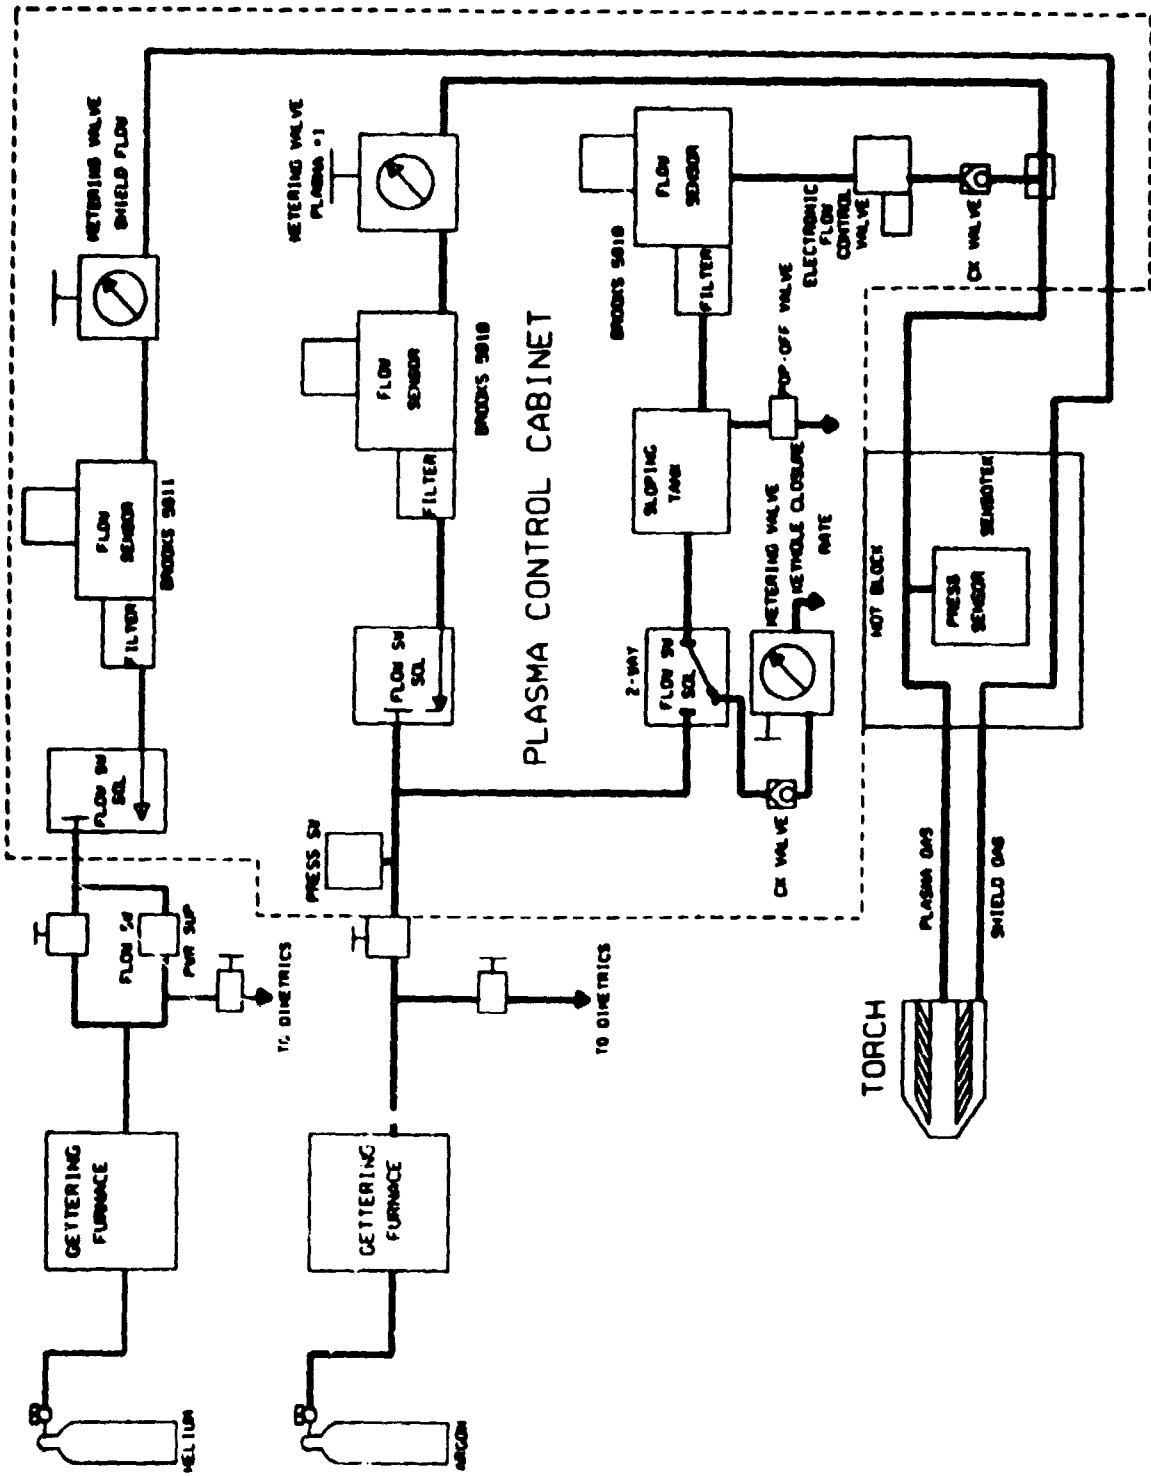 HELIUM
GETTERING
FURNACE
TO DIMETRICS
FLOW SW
PWR SUP
FLOW SW
SOL
FILTER
FLOW
SENSOR
BROOKS 5811
METERING VALVE
SHIELD FLOW
ARGON
GETTERING
FURNACE
TO DIMETRICS
PRESS SW
FLOW SW
SOL
FILTER
FLOW
SENSOR
BROOKS 5810
METERING VALVE
PLASMA #1
PLASMA CONTROL CABINET
2-WAY
FLOW SW
SOL
CK VALVE
METERING VALVE
KEYHOLE CLOSURE
RATE
SLOPING
TANK
POP-OFF VALVE
FILTER
FLOW
SENSOR
BROOKS 5810
ELECTRONIC
FLOW
CONTROL
VALVE
CK VALVE
TORCH
PLASMA GAS
SHIELD GAS
HOT BLOCK
PRESS
SENSOR
SENSOTEK